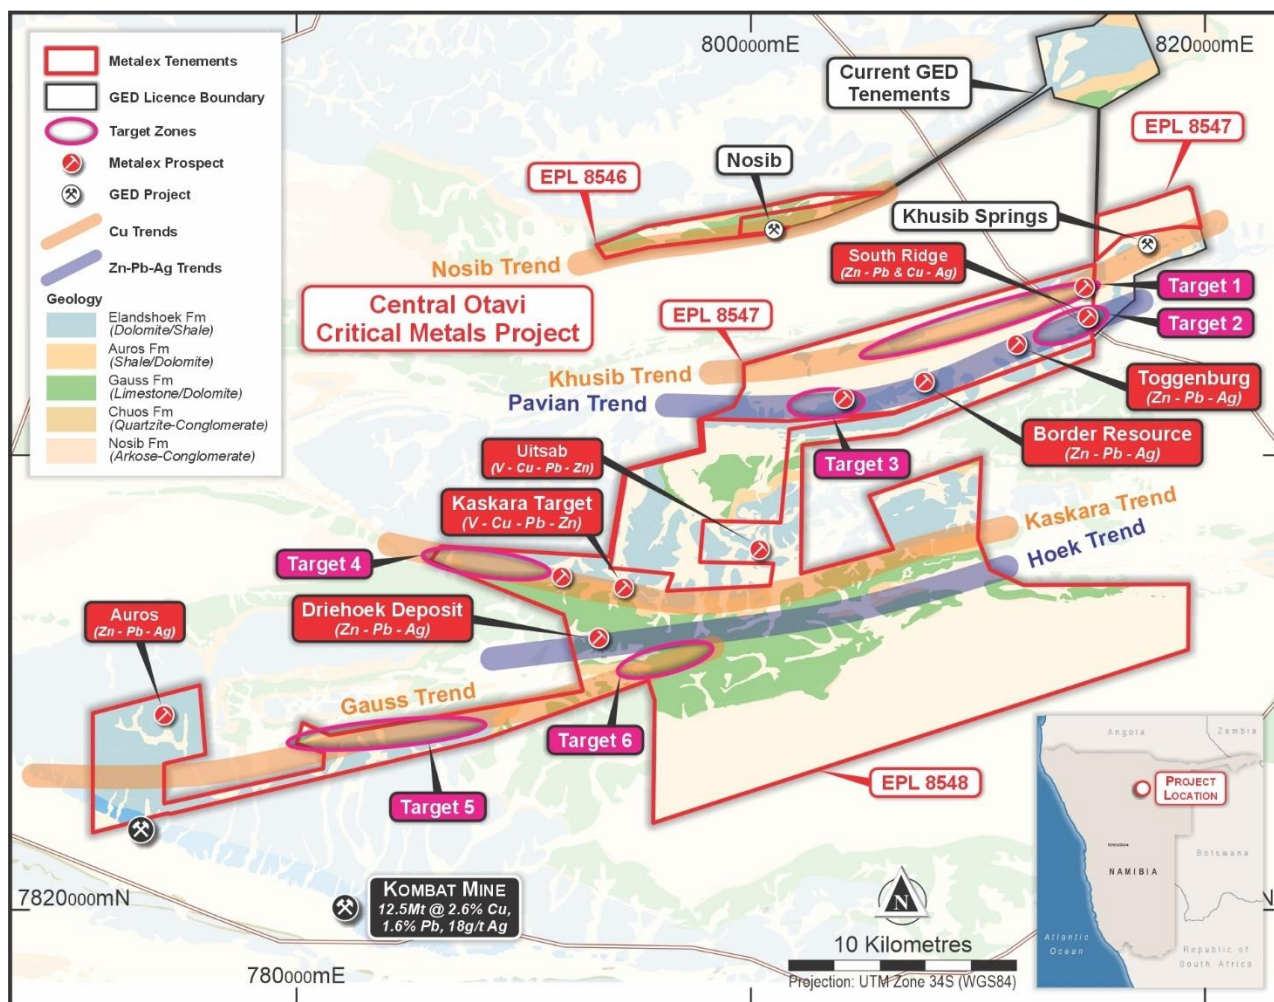 800000mE
820000mE
Metalex Tenements
GED Licence Boundary
Target Zones
Metalex Prospect
GED Project
Cu Trends
Zn-Pb-Ag Trends
Geology
Elandshoek Fm
(Dolomite/Shale)
Auros Fm
(Shale/Dolomite)
Gauss Fm
(Limestone/Dolomite)
Chuos Fm
(Quartzite-Conglomerate)
Nosib Fm
(Arkose-Conglomerate)
Current GED
Tenements
EPL 8547
EPL 8546
Nosib
Khusib Springs
Nosib Trend
South Ridge
(Zn - Pb & Cu - Ag)
Target 1
Central Otavi
Critical Metals Project
EPL 8547
Target 2
Khusib Trend
Pavian Trend
Toggenburg
(Zn - Pb - Ag)
Border Resource
(Zn - Pb - Ag)
Uitsab
(V - Cu - Pb - Zn)
Target 3
Kaskara Target
(V - Cu - Pb - Zn)
Kaskara Trend
Hoek Trend
Target 4
Driehoek Deposit
(Zn - Pb - Ag)
Auros
(Zn - Pb - Ag)
Gauss Trend
Target 6
Target 5
EPL 8548
Angola
Zambia
PROJECT
LOCATION
NAMIBIA
Botswana
Atlantic
Ocean
Republic of
South Africa
7820000mN
KOMBAT MINE
12.5Mt @ 2.6% Cu,
1.6% Pb, 18g/t Ag
N
N
10 Kilometres
Projection: UTM Zone 34S (WGS84)
780000mE